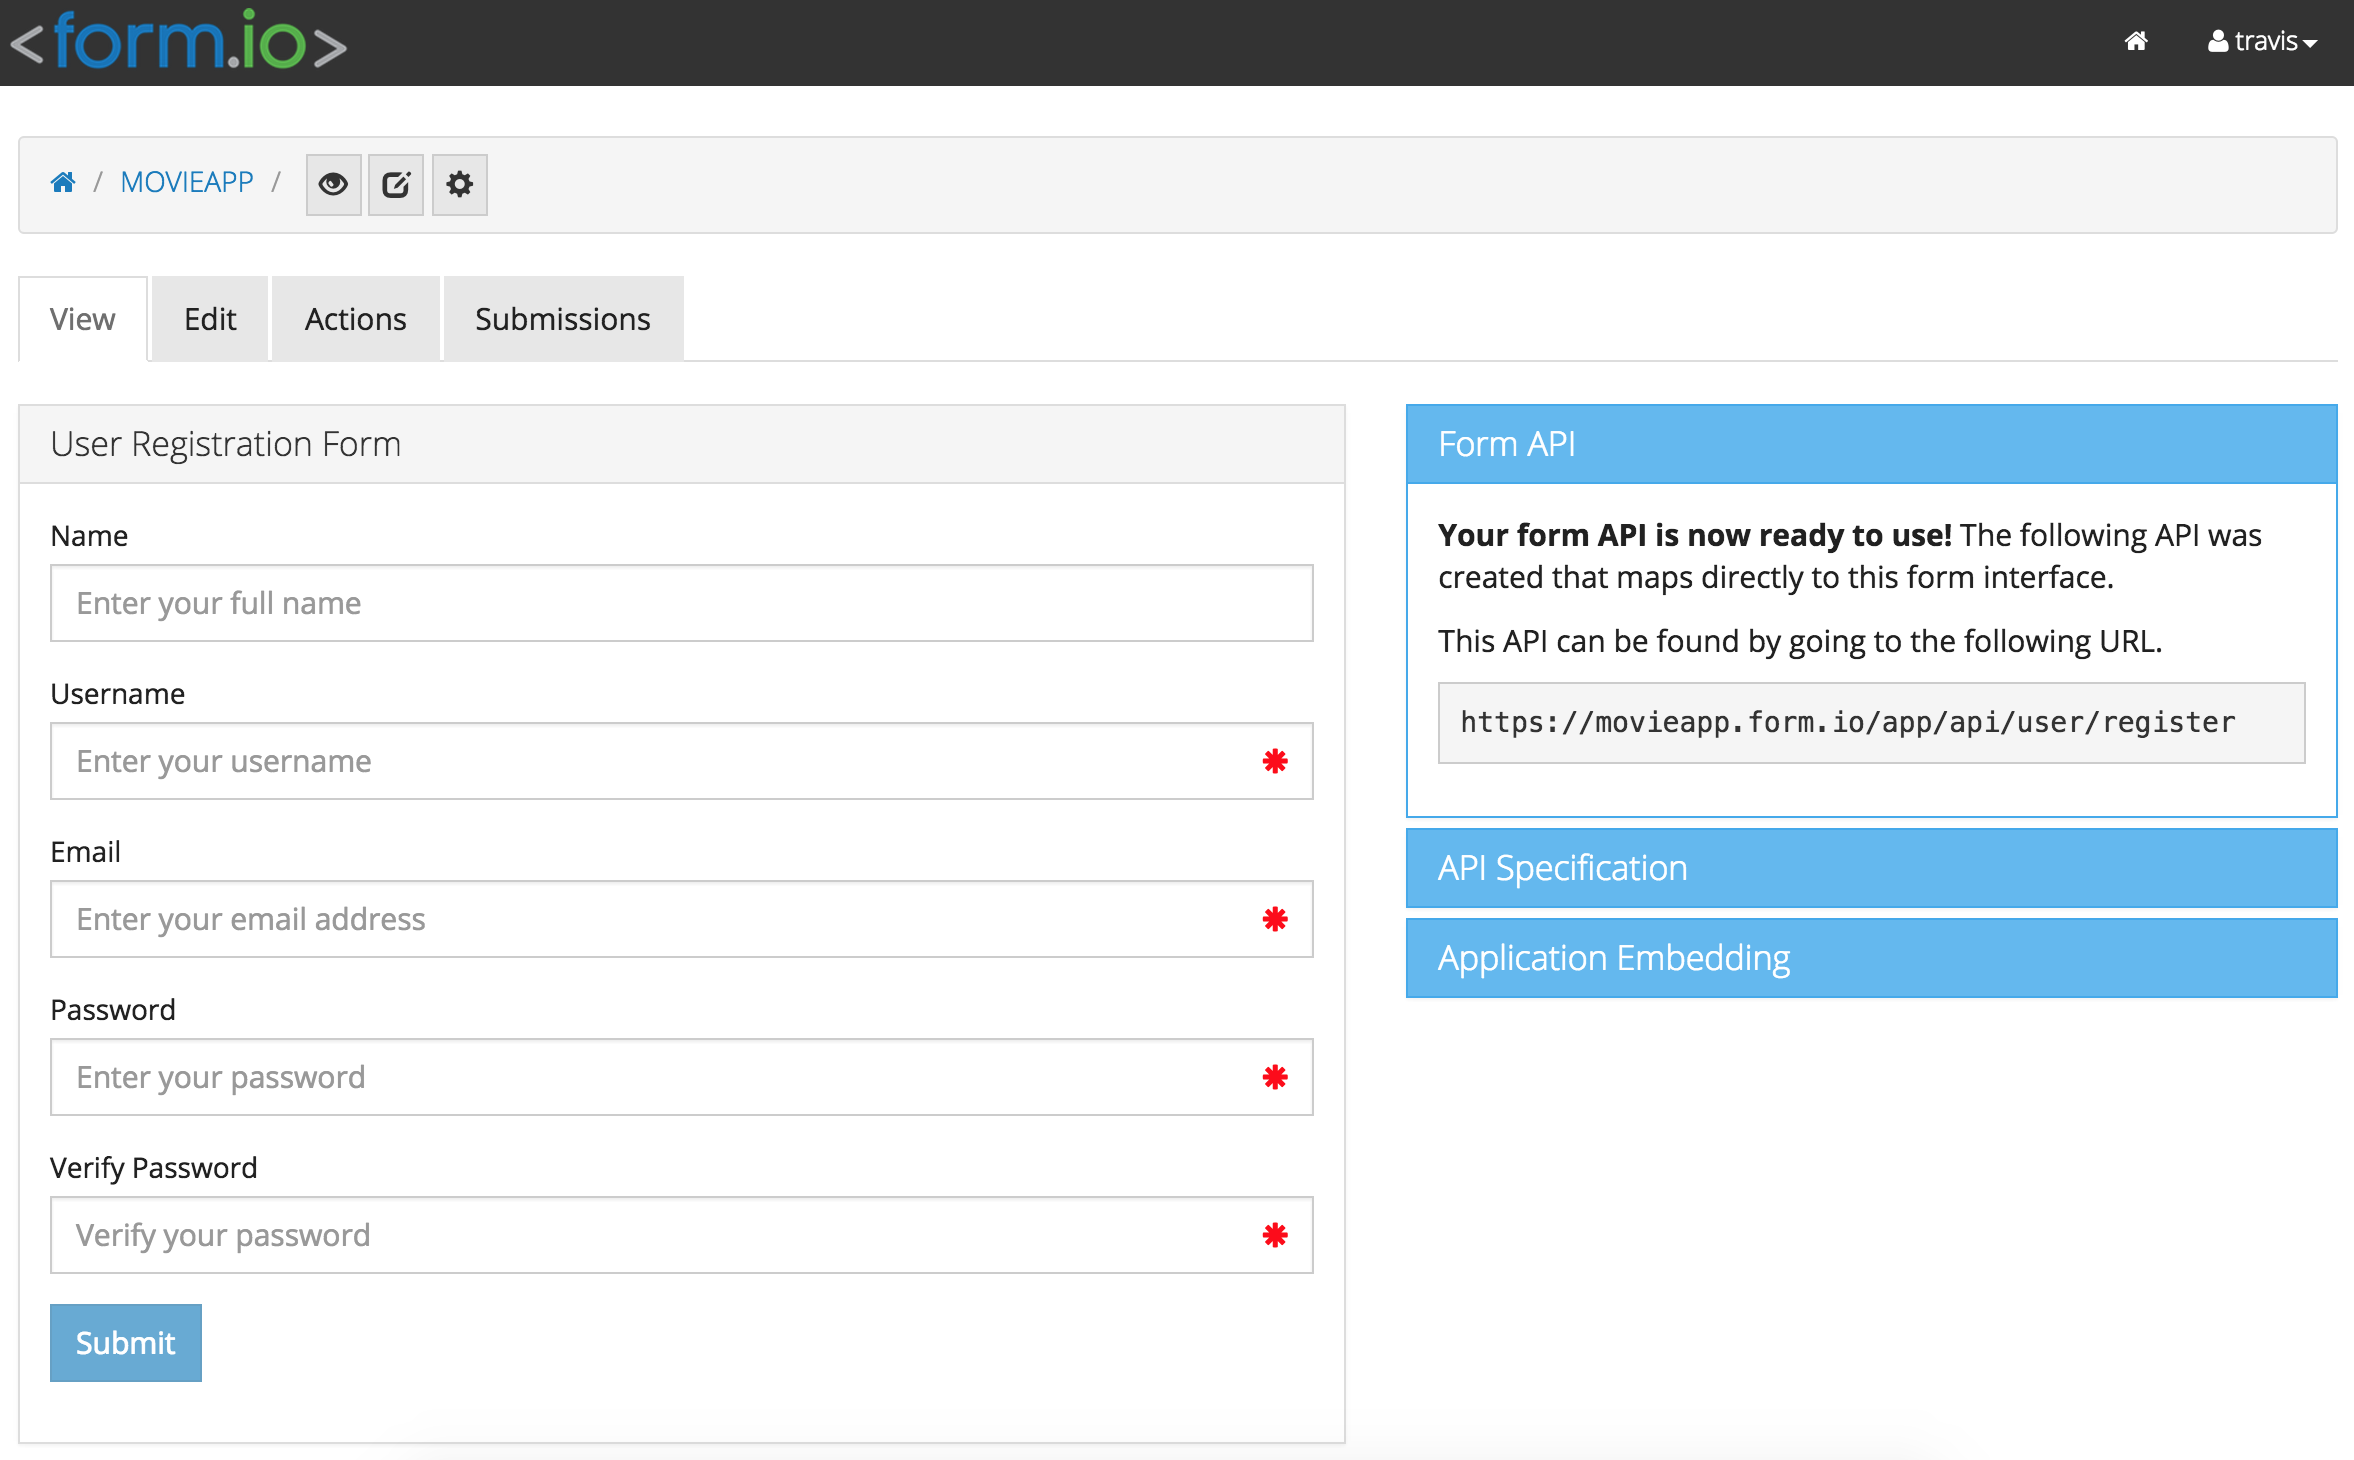 <form.io>
travis
/ MOVIEAPP /
View
Edit
Actions
Submissions
User Registration Form
Name
Enter your full name
Username
Enter your username
Email
Enter your email address
Password
Enter your password
Verify Password
Verify your password
Submit
Form API
Your form API is now ready to use! The following API was
created that maps directly to this form interface.
This API can be found by going to the following URL.
https://movieapp.form.io/app/api/user/register
API Specification
Application Embedding